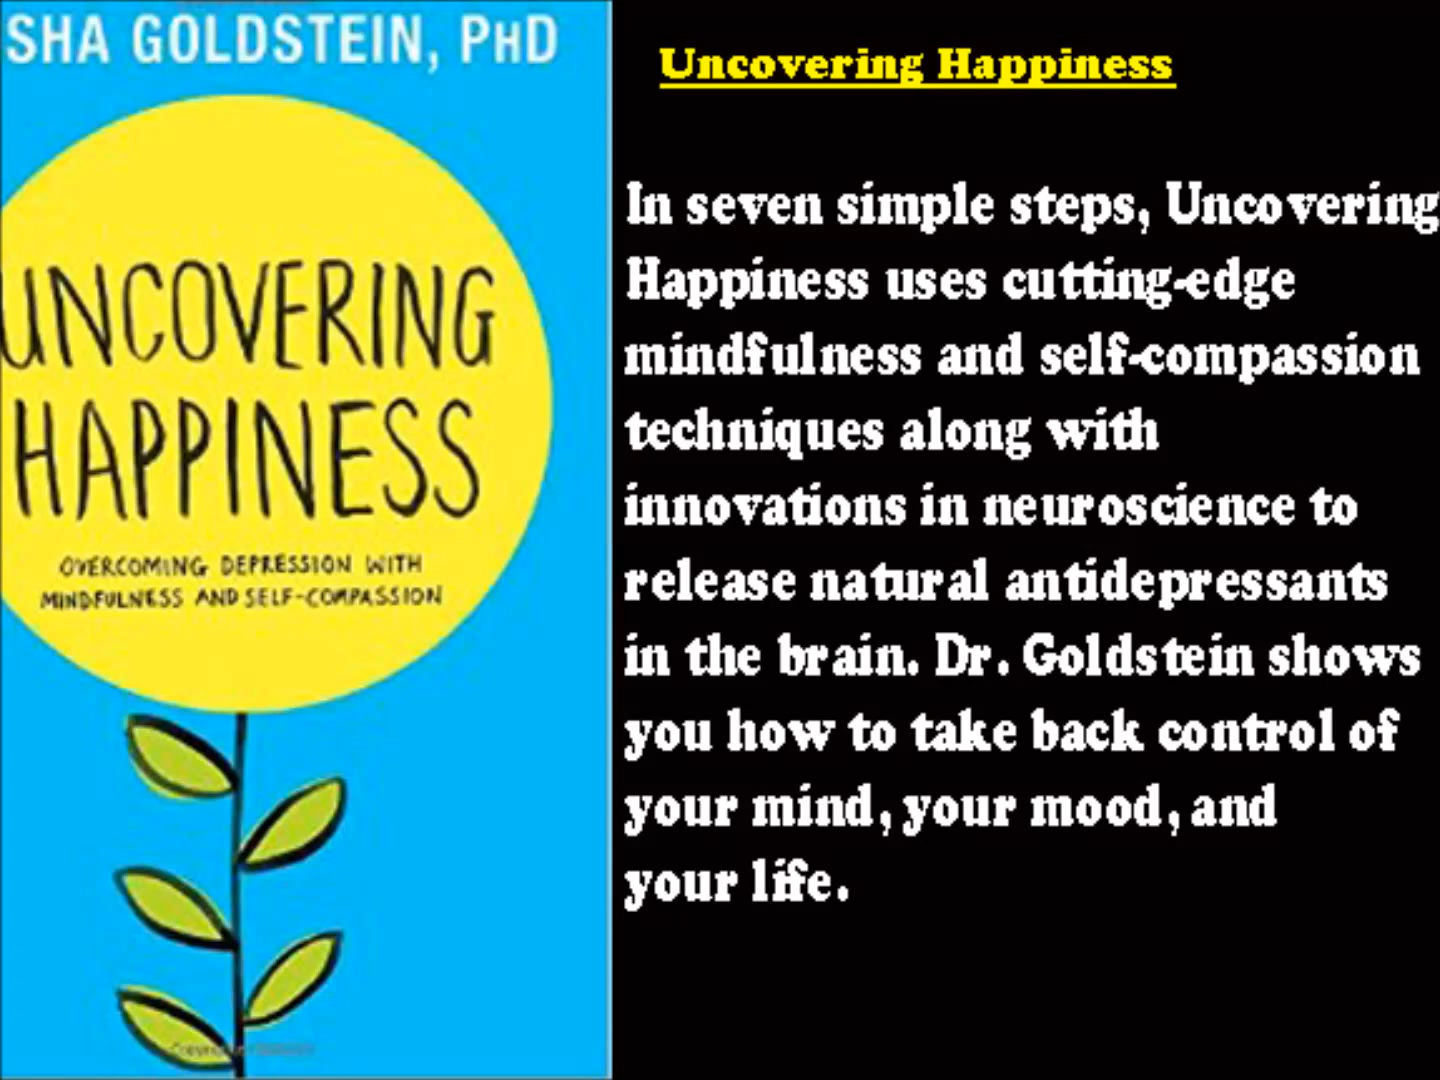 SHA GOLDSTEIN, PHD
UNCOVERING
HAPPINESS
OVERCOMING DEPRESSION WITH
MINDFULNESS AND SELF-COMPASSION
Uncovering Happiness
In seven simple steps, Uncovering
Happiness uses cutting-edge
mindfulness and self-compassion
techniques along with
innovations in neuroscience to
release natural antidepressants
in the brain. Dr. Goldstein shows
you how to take back control of
your mind, your mood, and
your life.